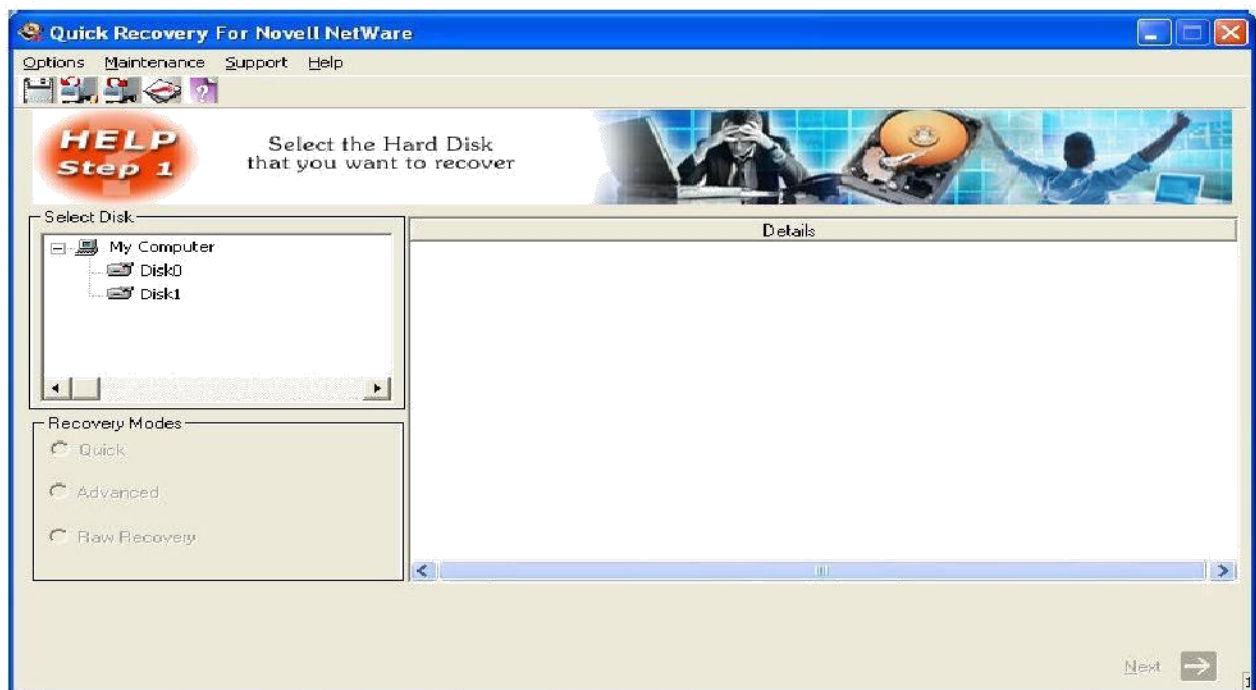 Quick Recovery For Novell NetWare
Options Maintenance Support Help
HELP
Step 1
Select the Hard Disk
that you want to recover
Select Disk
My Computer
Disk0
Disk1
Details
Recovery Modes
Quick
Advanced
Raw Recovery
Next